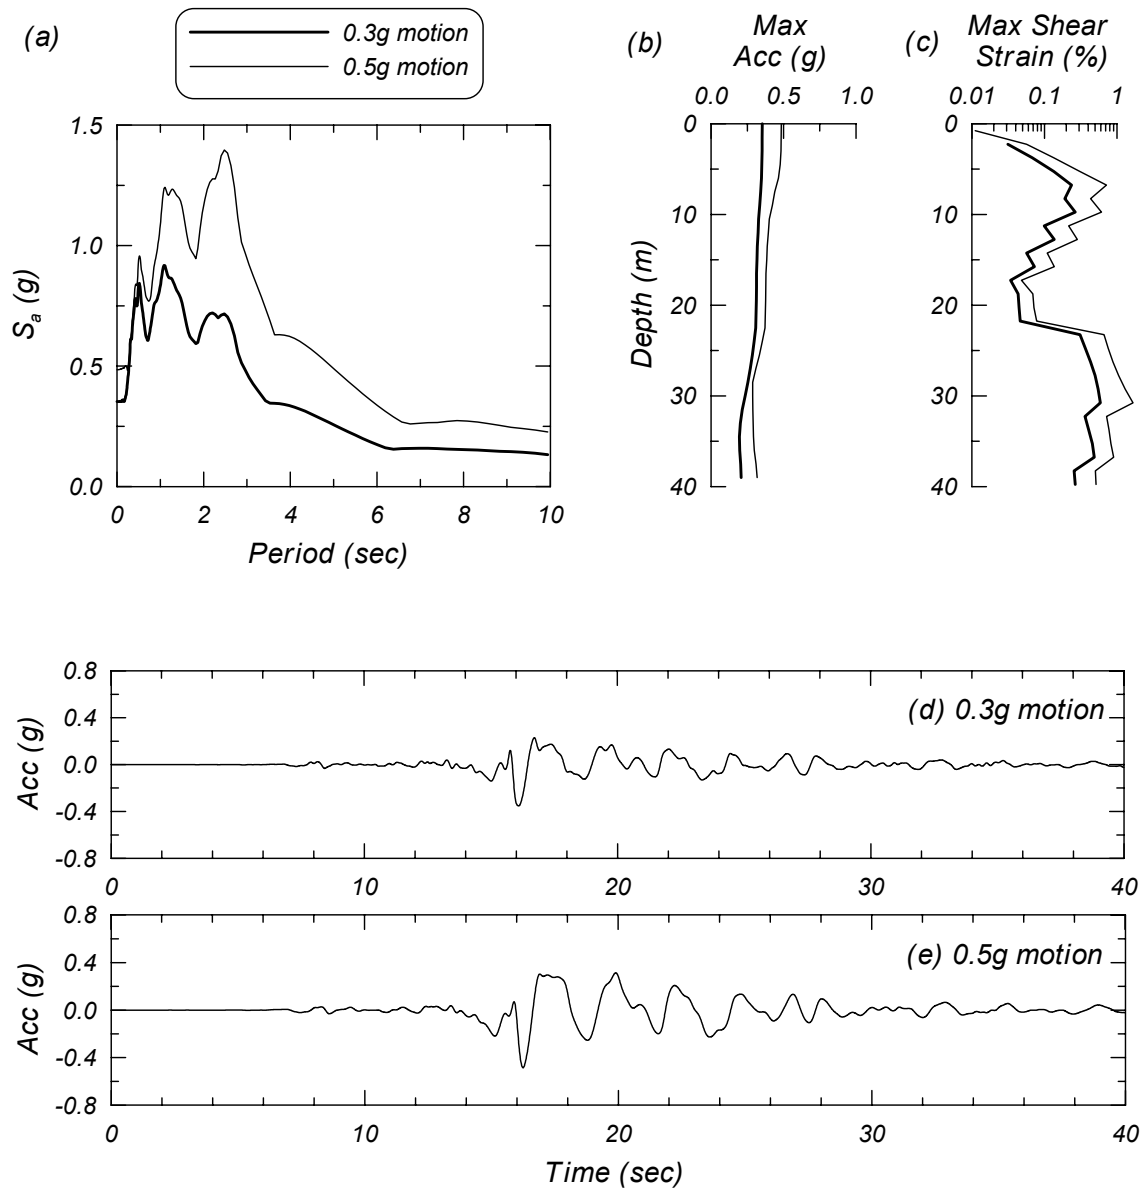 (a)
0.3g motion
0.5g motion
1.5
1.0
0.5
0.0
S_a (g)
0 2 4 6 8 10
Period (sec)
(b)
Max
Acc (g)
0.0 0.5 1.0
0
10
20
30
40
Depth (m)
(c)
Max Shear
Strain (%)
0.01 0.1 1
0
10
20
30
40
0.8
0.4
0.0
-0.4
-0.8
Acc (g)
(d) 0.3g motion
0 10 20 30 40
0.8
0.4
0.0
-0.4
-0.8
Acc (g)
(e) 0.5g motion
0 10 20 30 40
Time (sec)